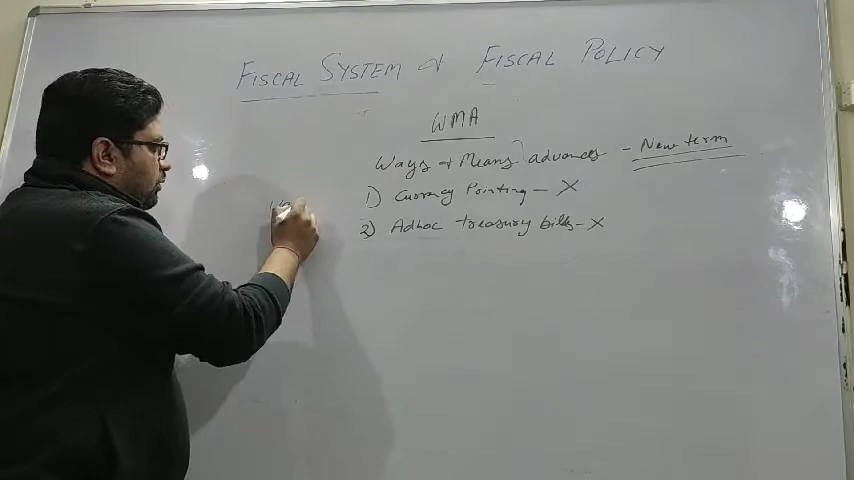 FISCAL SYSTEM & FISCAL POLICY
WMA
Ways & Means advances - New term
1) Currency Printing - X
2) Adhoc treasury bills - X